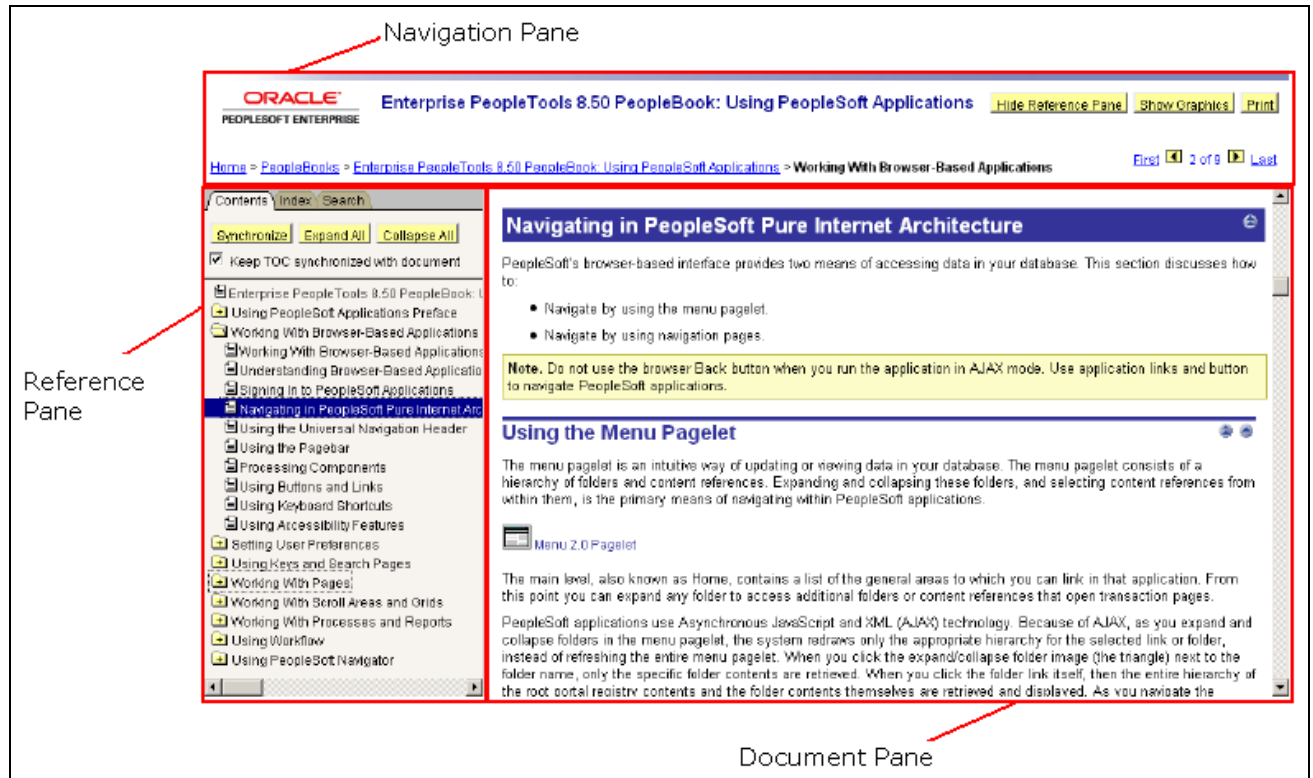 Navigation Pane
ORACLE
PEOPLESOFT ENTERPRISE
Enterprise PeopleTools 8.50 PeopleBook: Using PeopleSoft Applications
Hide Reference Pane Show Graphics Print
Home > PeopleBooks > Enterprise PeopleTools 8.50 PeopleBook: Using PeopleSoft Applications > Working With Browser-Based Applications
First 2 of 9 Last
Contents Index Search
Synchronize Expand All Collapse All
Keep TOC synchronized with document
Enterprise PeopleTools 8.50 PeopleBook: U
Using PeopleSoft Applications Preface
Working With Browser-Based Applications
Working With Browser-Based Applications
Understanding Browser-Based Applicatio
Signing In to PeopleSoft Applications
Navigating in PeopleSoft Pure Internet Arc
Using the Universal Navigation Header
Using the Pagebar
Processing Components
Using Buttons and Links
Using Keyboard Shortcuts
Using Accessibility Features
Setting User Preferences
Using Keys and Search Pages
Working With Pages
Working With Scroll Areas and Grids
Working With Processes and Reports
Using Workflow
Using PeopleSoft Navigator
Reference
Pane
Navigating in PeopleSoft Pure Internet Architecture
PeopleSoft's browser-based interface provides two means of accessing data in your database. This section discusses how
to:
• Navigate by using the menu pagelet.
• Navigate by using navigation pages.
Note. Do not use the browser Back button when you run the application in AJAX mode. Use application links and button
to navigate PeopleSoft applications.
Using the Menu Pagelet
The menu pagelet is an intuitive way of updating or viewing data in your database. The menu pagelet consists of a
hierarchy of folders and content references. Expanding and collapsing these folders, and selecting content references from
within them, is the primary means of navigating within PeopleSoft applications.
Menu 2.0 Pagelet
The main level, also known as Home, contains a list of the general areas to which you can link in that application. From
this point you can expand any folder to access additional folders or content references that open transaction pages.
PeopleSoft applications use Asynchronous JavaScript and XML (AJAX) technology. Because of AJAX, as you expand and
collapse folders in the menu pagelet, the system redraws only the appropriate hierarchy for the selected link or folder,
instead of refreshing the entire menu pagelet. When you click the expand/collapse folder image (the triangle) next to the
folder name, only the specific folder contents are retrieved. When you click the folder link itself, then the entire hierarchy of
the root portal registry contents and the folder contents themselves are retrieved and displayed. As you navigate the
Document Pane